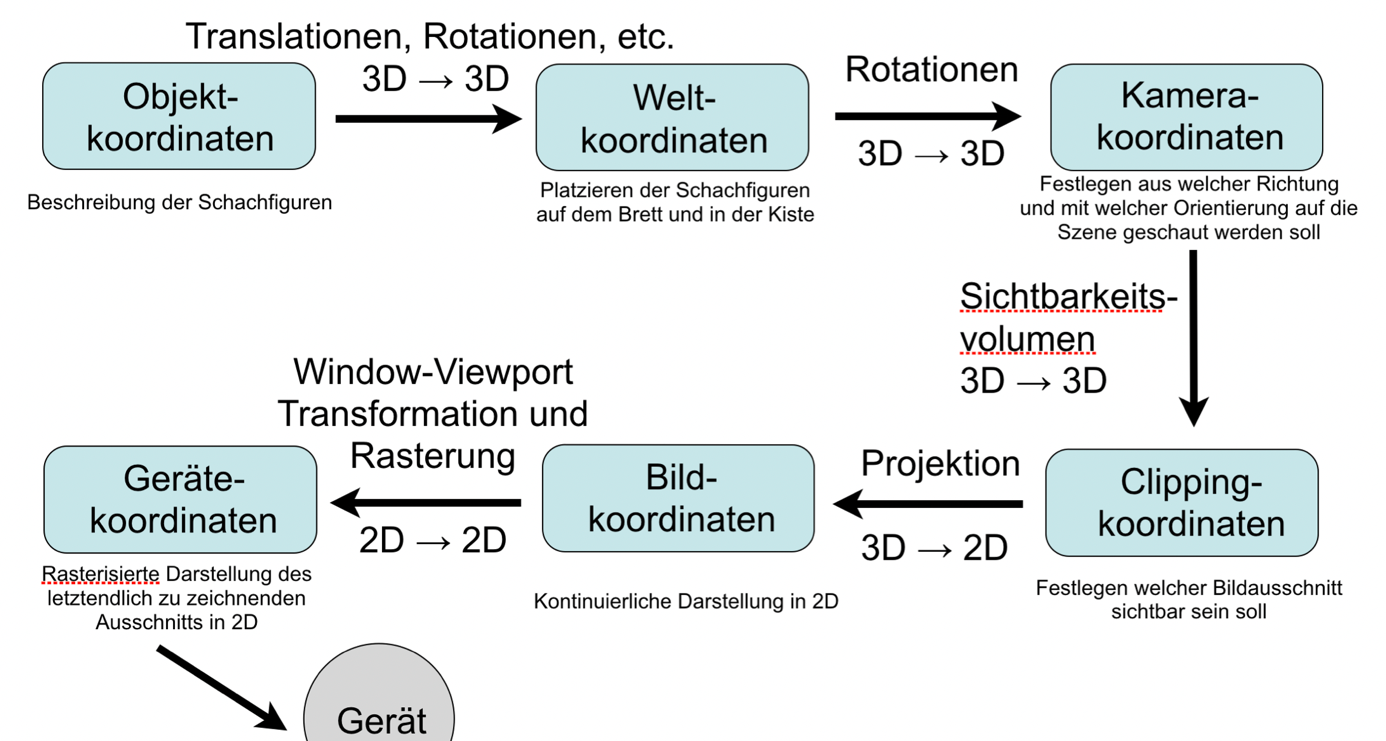 Translationen, Rotationen, etc.
3D → 3D
Objekt-
koordinaten
Beschreibung der Schachfiguren
Welt-
koordinaten
Platzieren der Schachfiguren
auf dem Brett und in der Kiste
Rotationen
3D → 3D
Kamera-
koordinaten
Festlegen aus welcher Richtung
und mit welcher Orientierung auf die
Szene geschaut werden soll
Sichtbarkeits-
volumen
3D → 3D
Clipping-
koordinaten
Festlegen welcher Bildausschnitt
sichtbar sein soll
Projektion
3D → 2D
Bild-
koordinaten
Kontinuierliche Darstellung in 2D
Window-Viewport
Transformation und
Rasterung
2D → 2D
Geräte-
koordinaten
Rasterisierte Darstellung des
letztendlich zu zeichnenden
Ausschnitts in 2D
Gerät